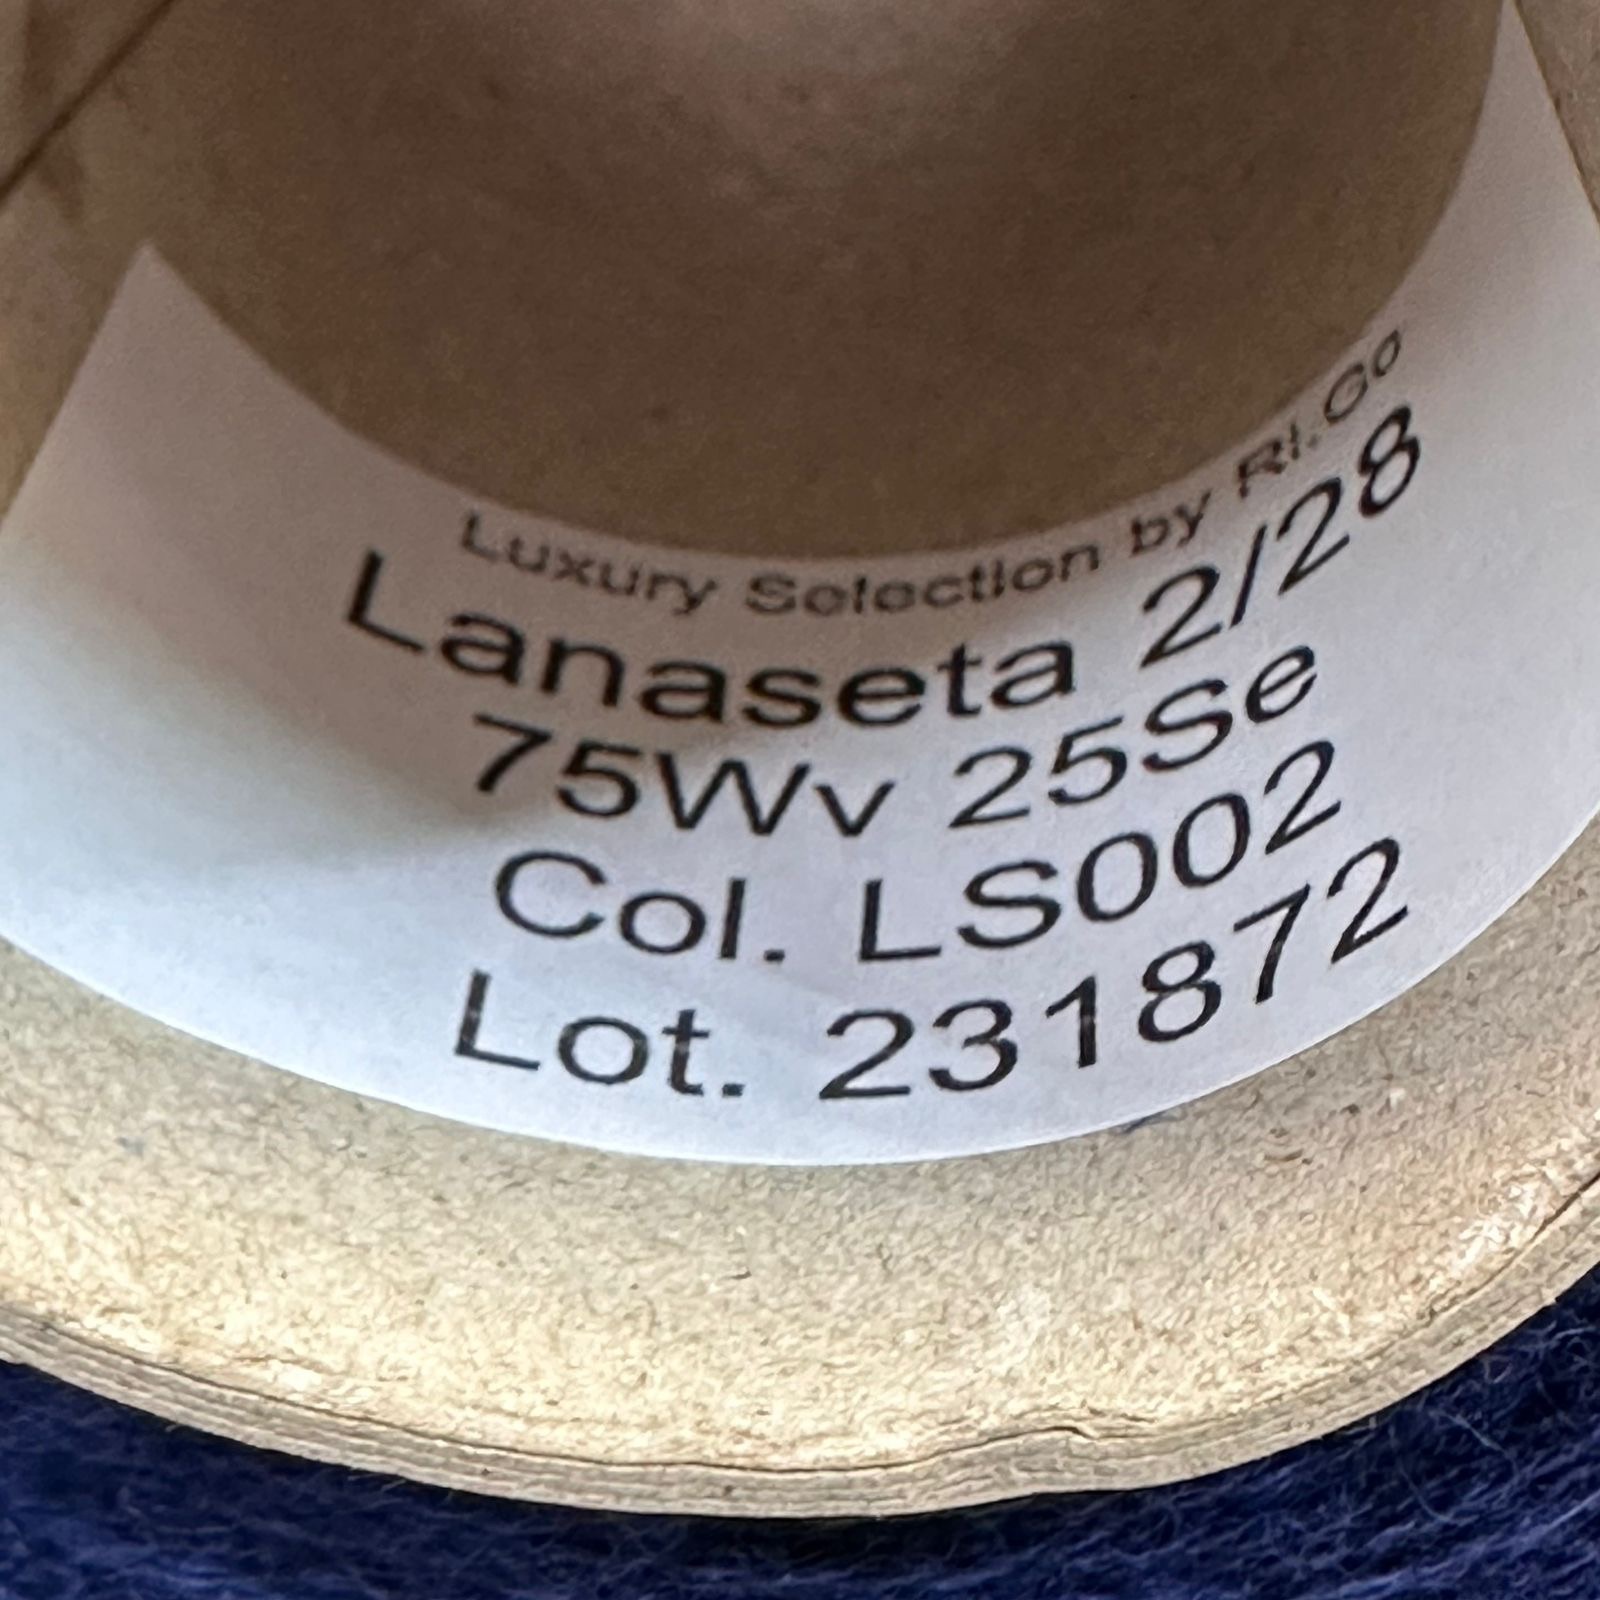 Luxury Selection by Ri.Go
Lanaseta 2/28
75Wv 25Se
Col. LS002
Lot. 231872